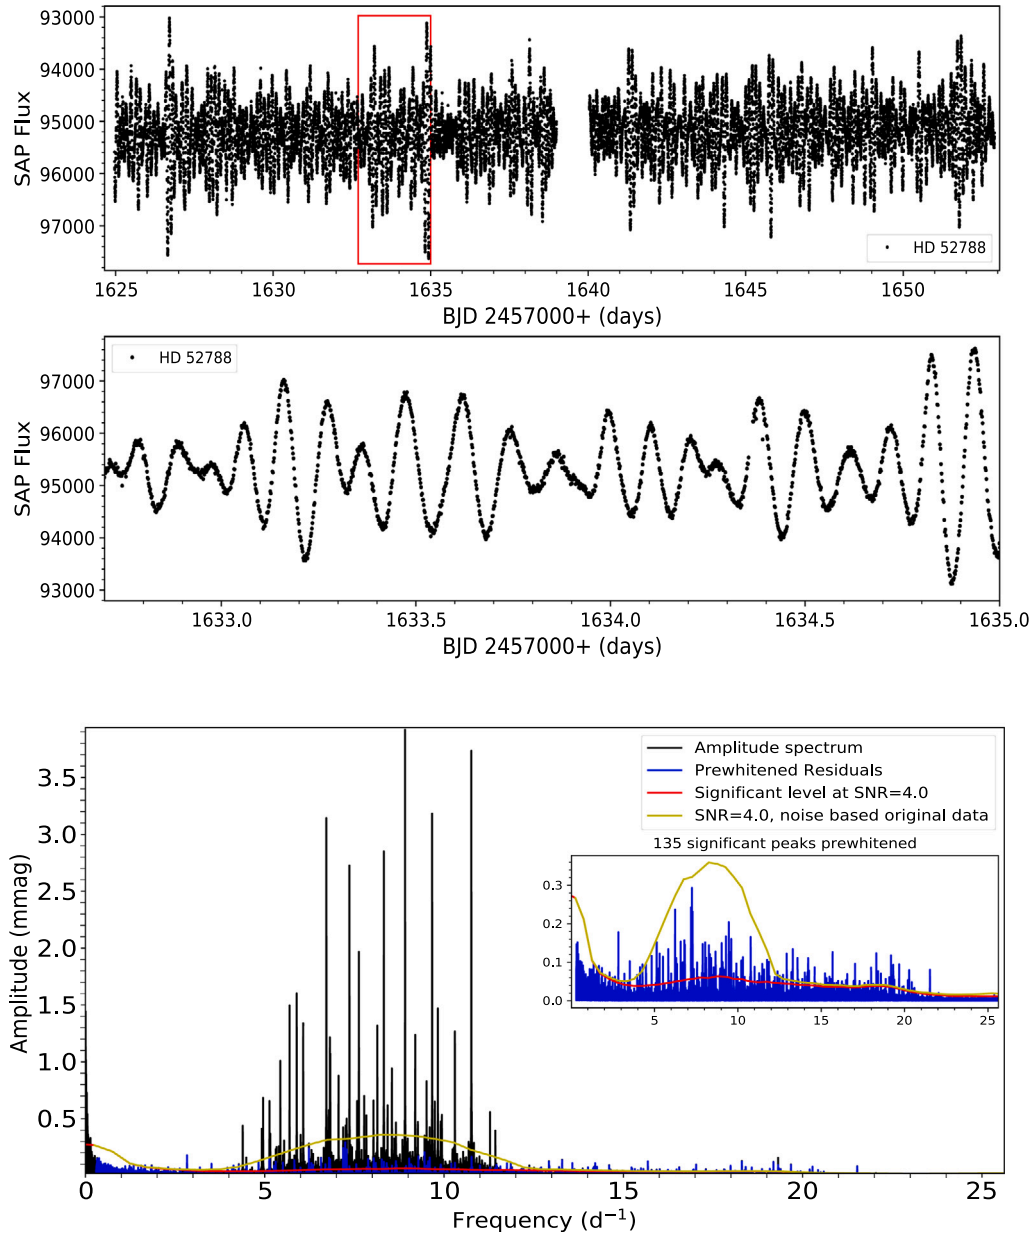 93000
94000
95000
96000
97000
SAP Flux
HD 52788
1625 1630 1635 1640 1645 1650
BJD 2457000+ (days)
HD 52788
97000
96000
95000
94000
93000
SAP Flux
1633.0 1633.5 1634.0 1634.5 1635.0
BJD 2457000+ (days)
Amplitude spectrum
Prewhitened Residuals
Significant level at SNR=4.0
SNR=4.0, noise based original data
135 significant peaks prewhitened
0.3
0.2
0.1
0.0
5 10 15 20 25
3.5
3.0
2.5
2.0
1.5
1.0
0.5
Amplitude (mmag)
0 5 10 15 20 25
Frequency (d⁻¹)